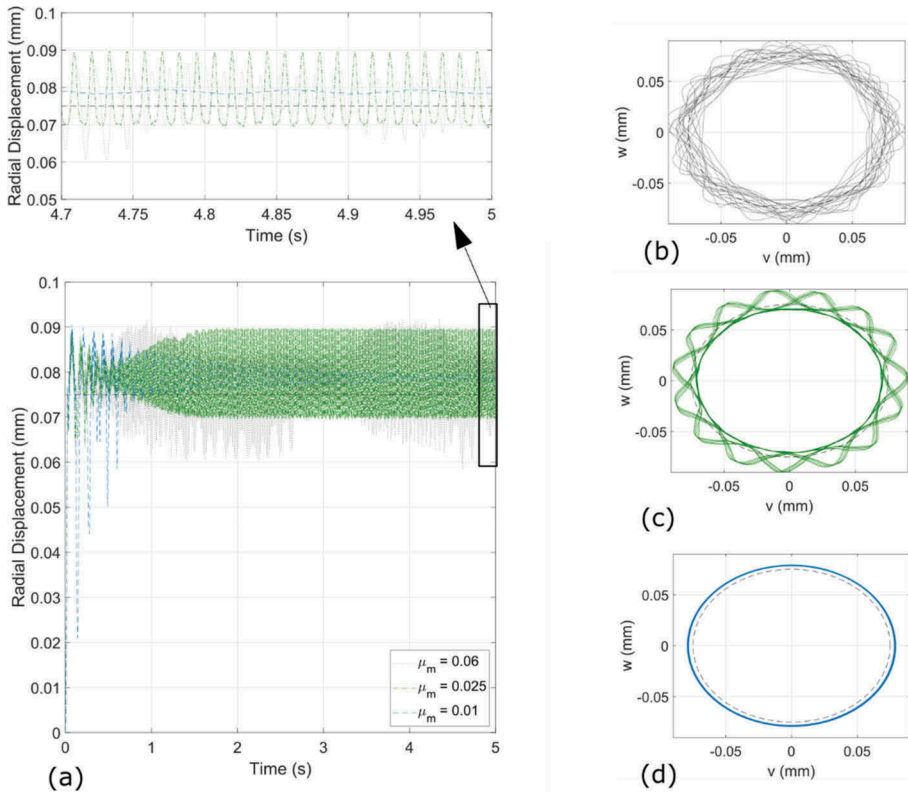 0.1
0.09
0.08
0.07
0.06
0.05
Radial Displacement (mm)
4.7 4.75 4.8 4.85 4.9 4.95 5
Time (s)
0.1
0.09
0.08
0.07
0.06
0.05
0.04
0.03
0.02
0.01
0
Radial Displacement (mm)
μm = 0.06
μm = 0.025
μm = 0.01
0 1 2 3 4 5
Time (s)
(a)
0.05
0
-0.05
w (mm)
-0.05 0 0.05
v (mm)
(b)
0.05
0
-0.05
w (mm)
-0.05 0 0.05
v (mm)
(c)
0.05
0
-0.05
w (mm)
-0.05 0 0.05
v (mm)
(d)